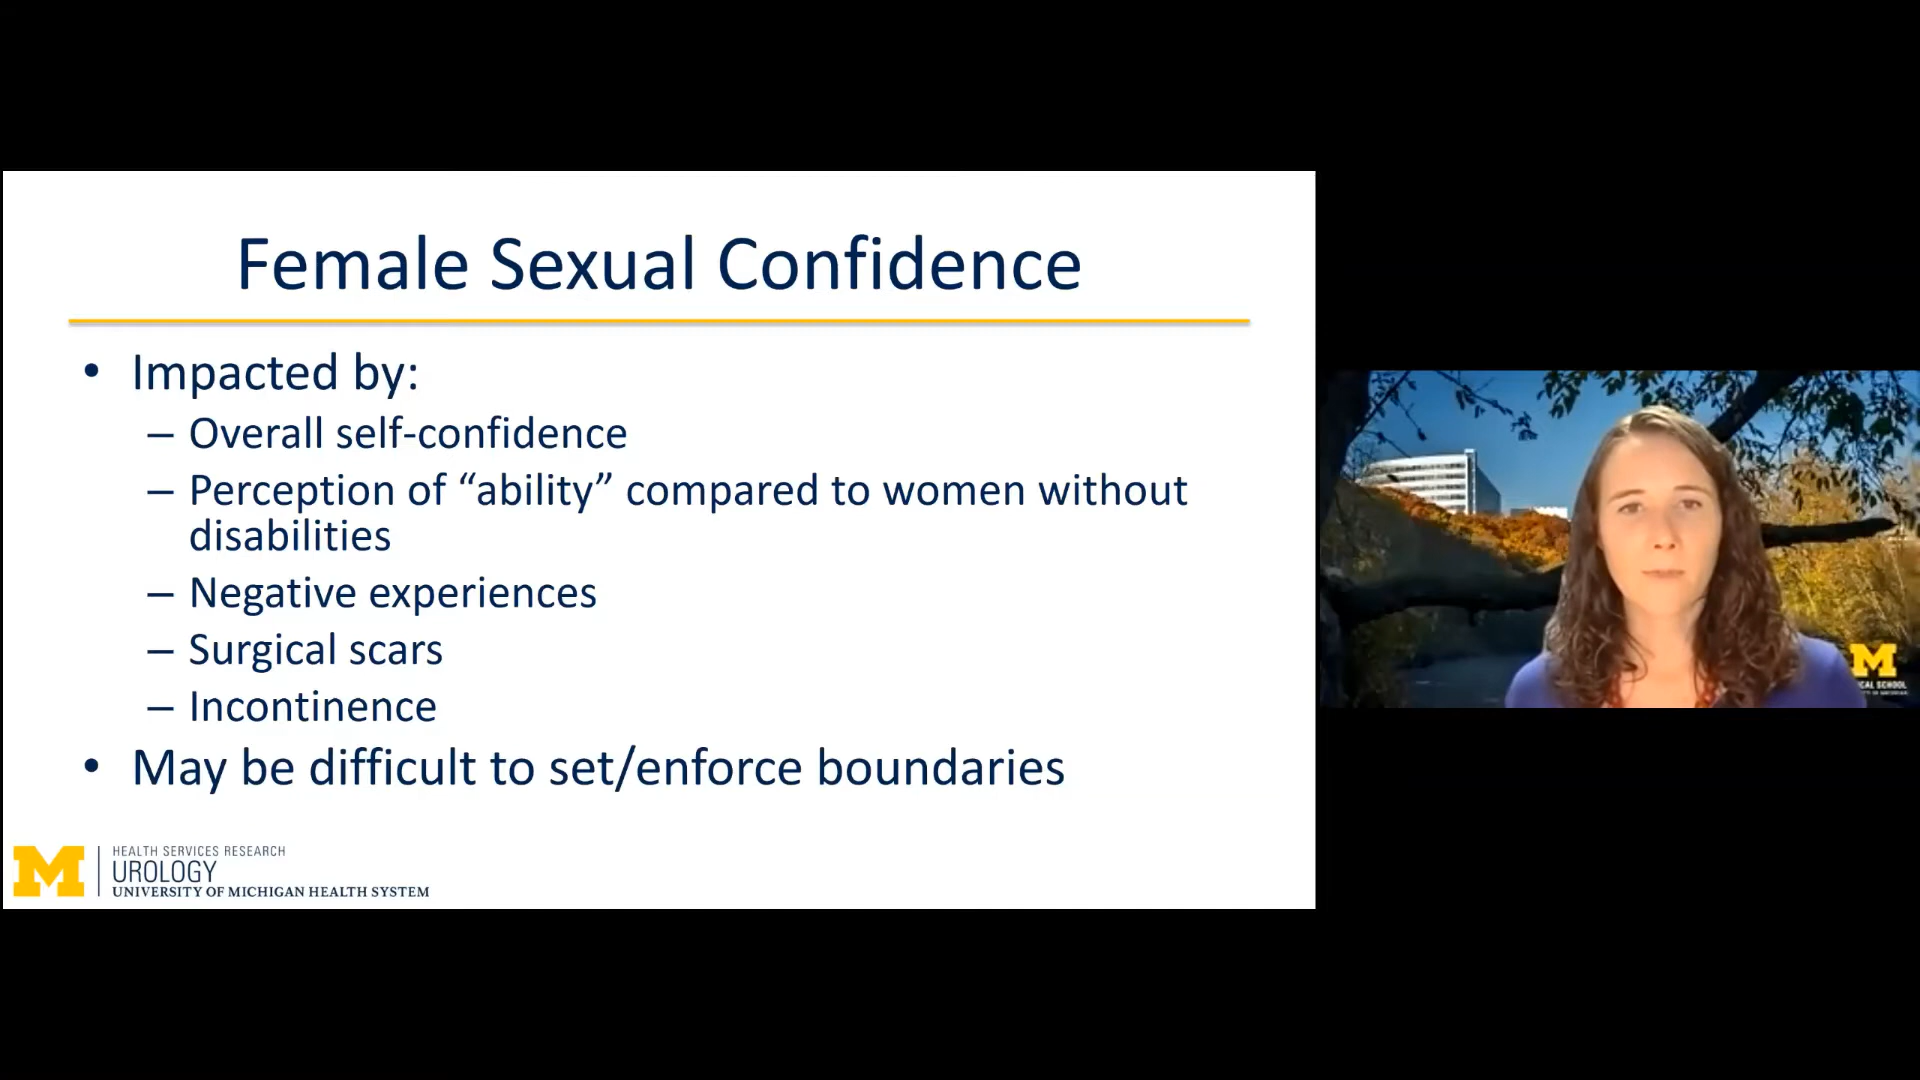 Female Sexual Confidence
• Impacted by:
– Overall self-confidence
– Perception of “ability” compared to women without
disabilities
– Negative experiences
– Surgical scars
– Incontinence
• May be difficult to set/enforce boundaries
M
HEALTH SERVICES RESEARCH
UROLOGY
UNIVERSITY OF MICHIGAN HEALTH SYSTEM
M
SCHOOL